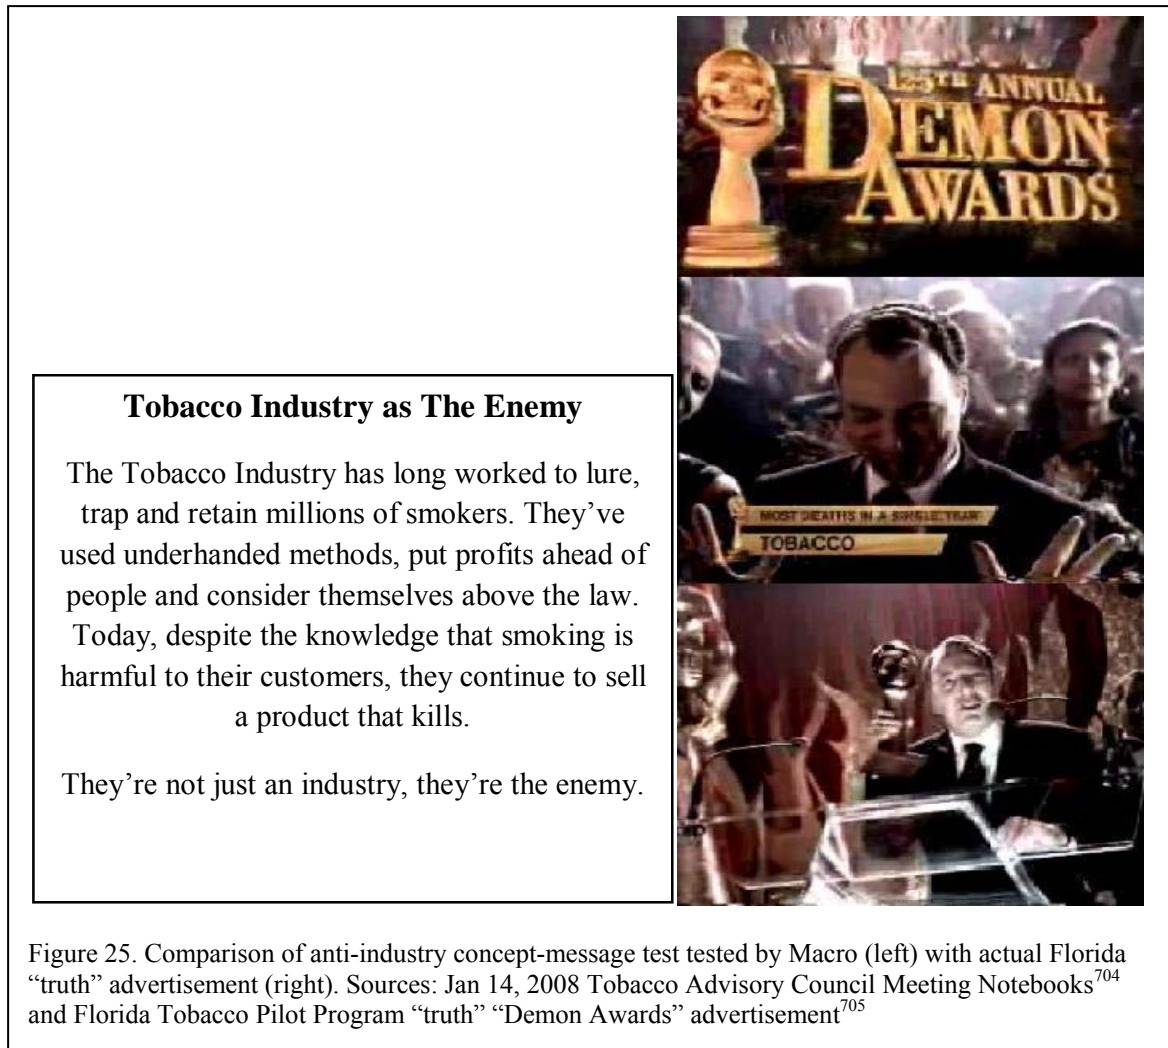 125TH ANNUAL
DEMON
AWARDS
MOST DEATHS IN A SINGLE YEAR
TOBACCO
Tobacco Industry as The Enemy
The Tobacco Industry has long worked to lure,
trap and retain millions of smokers. They’ve
used underhanded methods, put profits ahead of
people and consider themselves above the law.
Today, despite the knowledge that smoking is
harmful to their customers, they continue to sell
a product that kills.
They’re not just an industry, they’re the enemy.
Figure 25. Comparison of anti-industry concept-message test tested by Macro (left) with actual Florida
“truth” advertisement (right). Sources: Jan 14, 2008 Tobacco Advisory Council Meeting Notebooks704
and Florida Tobacco Pilot Program “truth” “Demon Awards” advertisement705